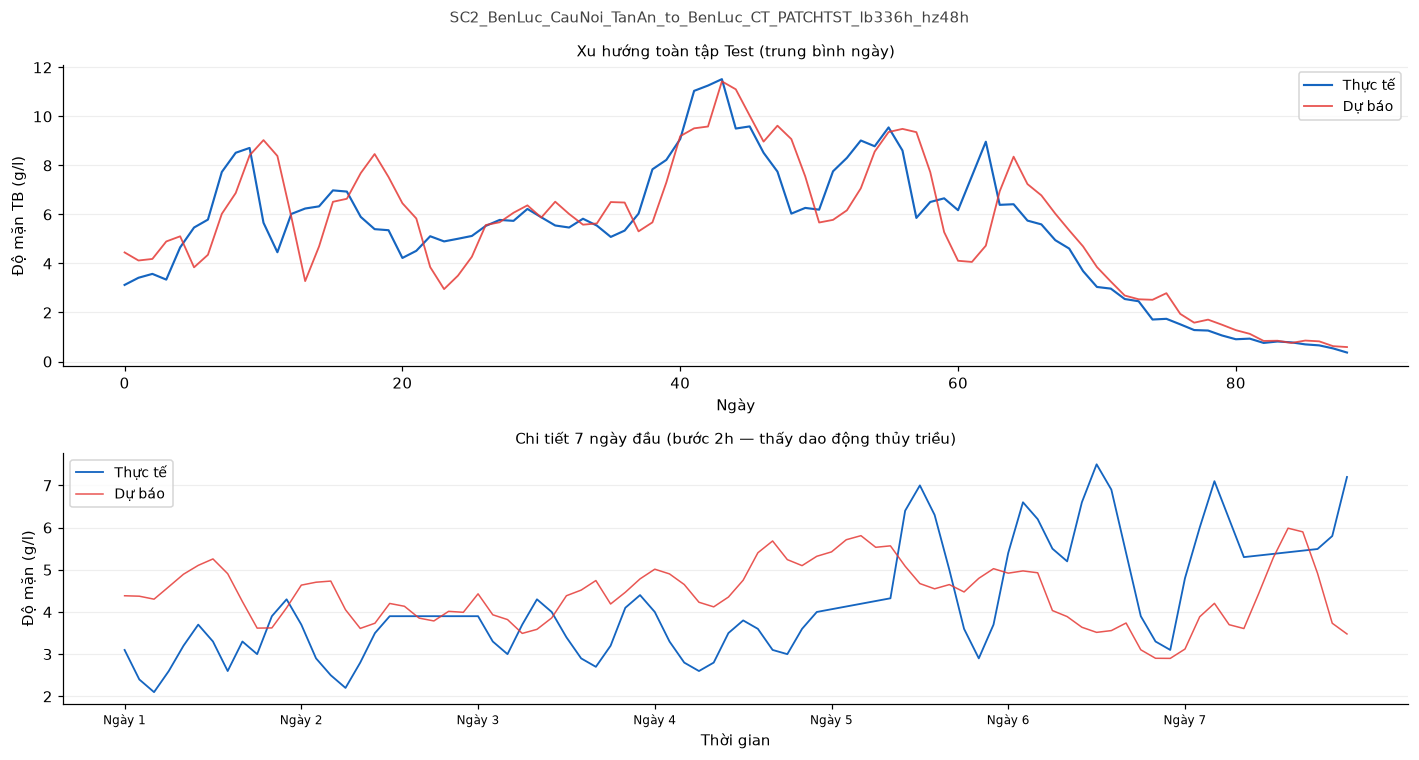 SC2_BenLuc_CauNoi_TanAn_to_BenLuc_CT_PATCHTST_lb336h_hz48h
Xu hướng toàn tập Test (trung bình ngày)
Độ mặn TB (g/l)
12
10
8
6
4
2
0
Thực tế
Dự báo
0 20 40 60 80
Ngày
Chi tiết 7 ngày đầu (bước 2h — thấy dao động thủy triều)
Độ mặn (g/l)
Thực tế
Dự báo
7
6
5
4
3
2
Ngày 1 Ngày 2 Ngày 3 Ngày 4 Ngày 5 Ngày 6 Ngày 7
Thời gian